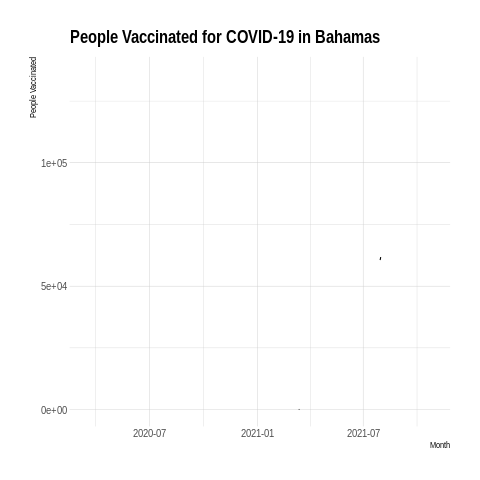 People Vaccinated for COVID-19 in Bahamas
People Vaccinated
1e+05
5e+04
0e+00
2020-07 2021-01 2021-07
Month